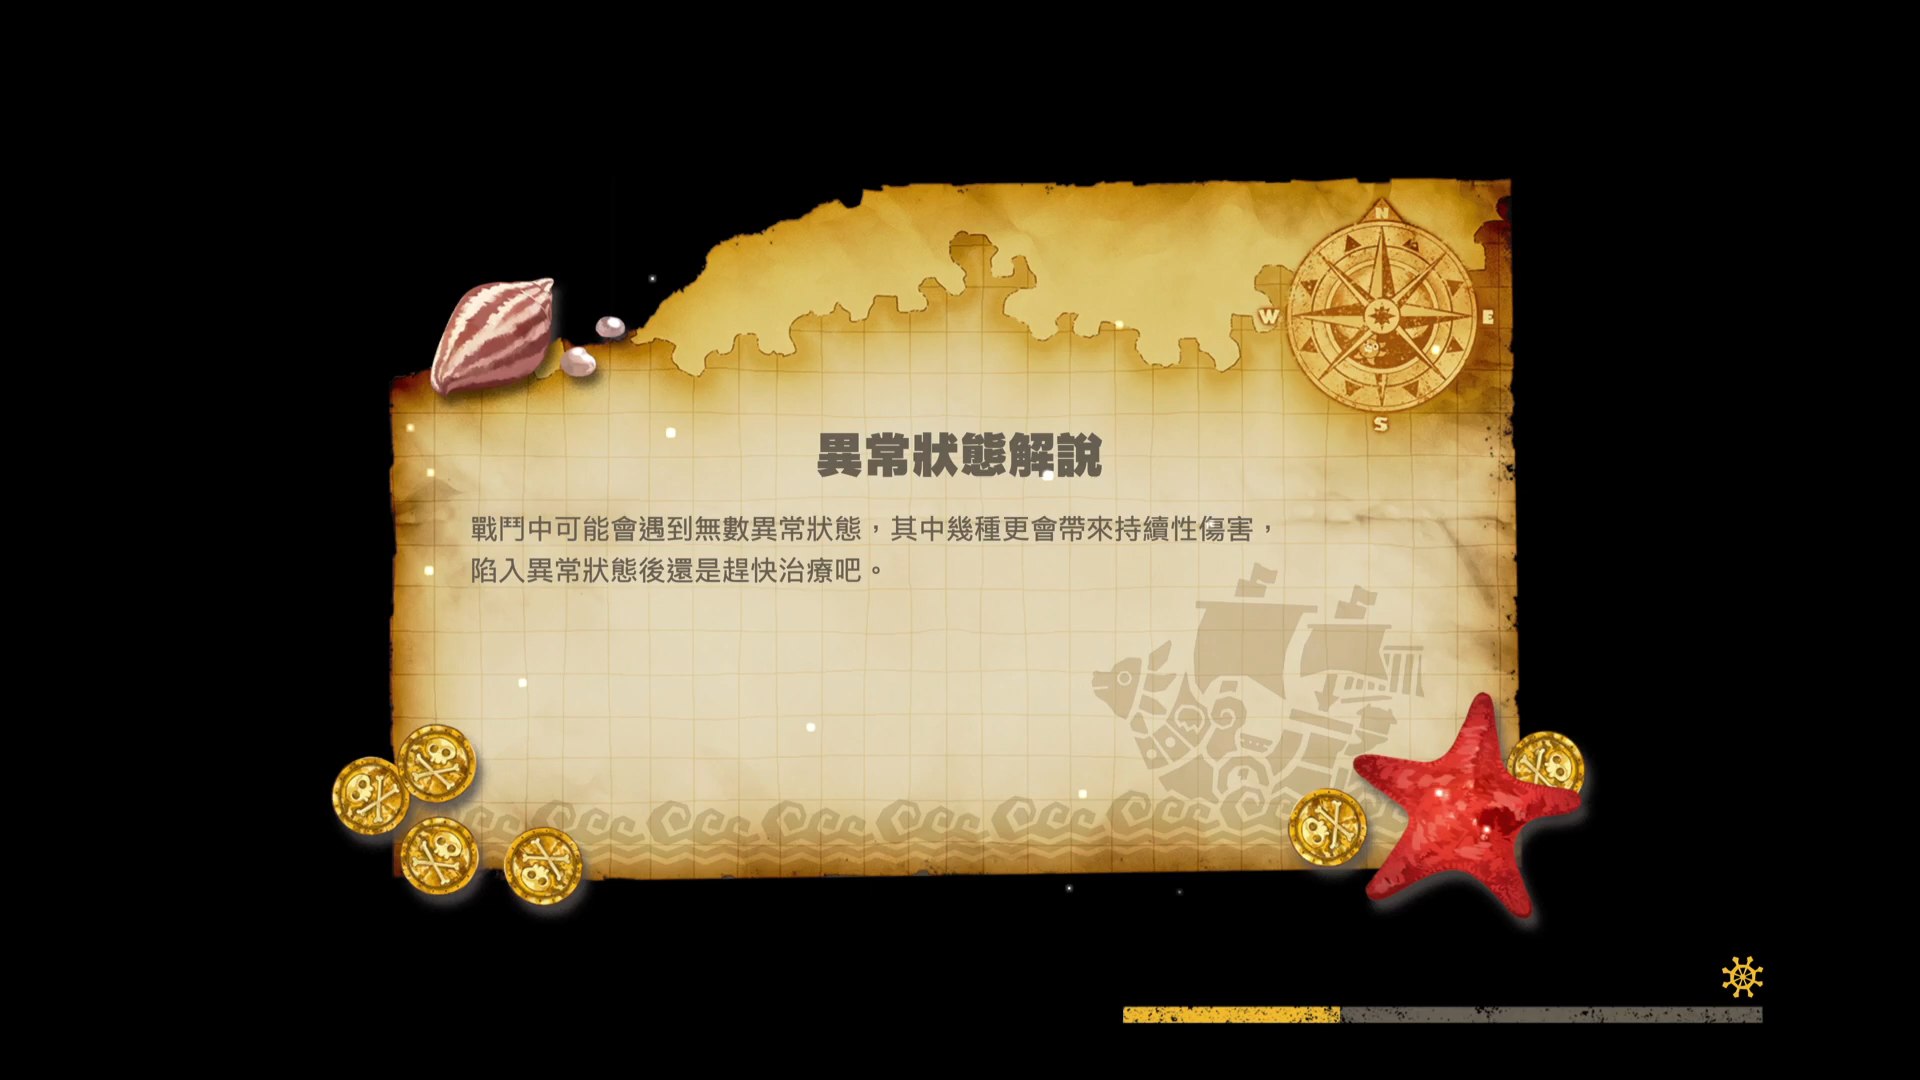 N
W
E
S
異常狀態解說
戰鬥中可能會遇到無數異常狀態，其中幾種更會帶來持續性傷害，
陷入異常狀態後還是趕快治療吧。